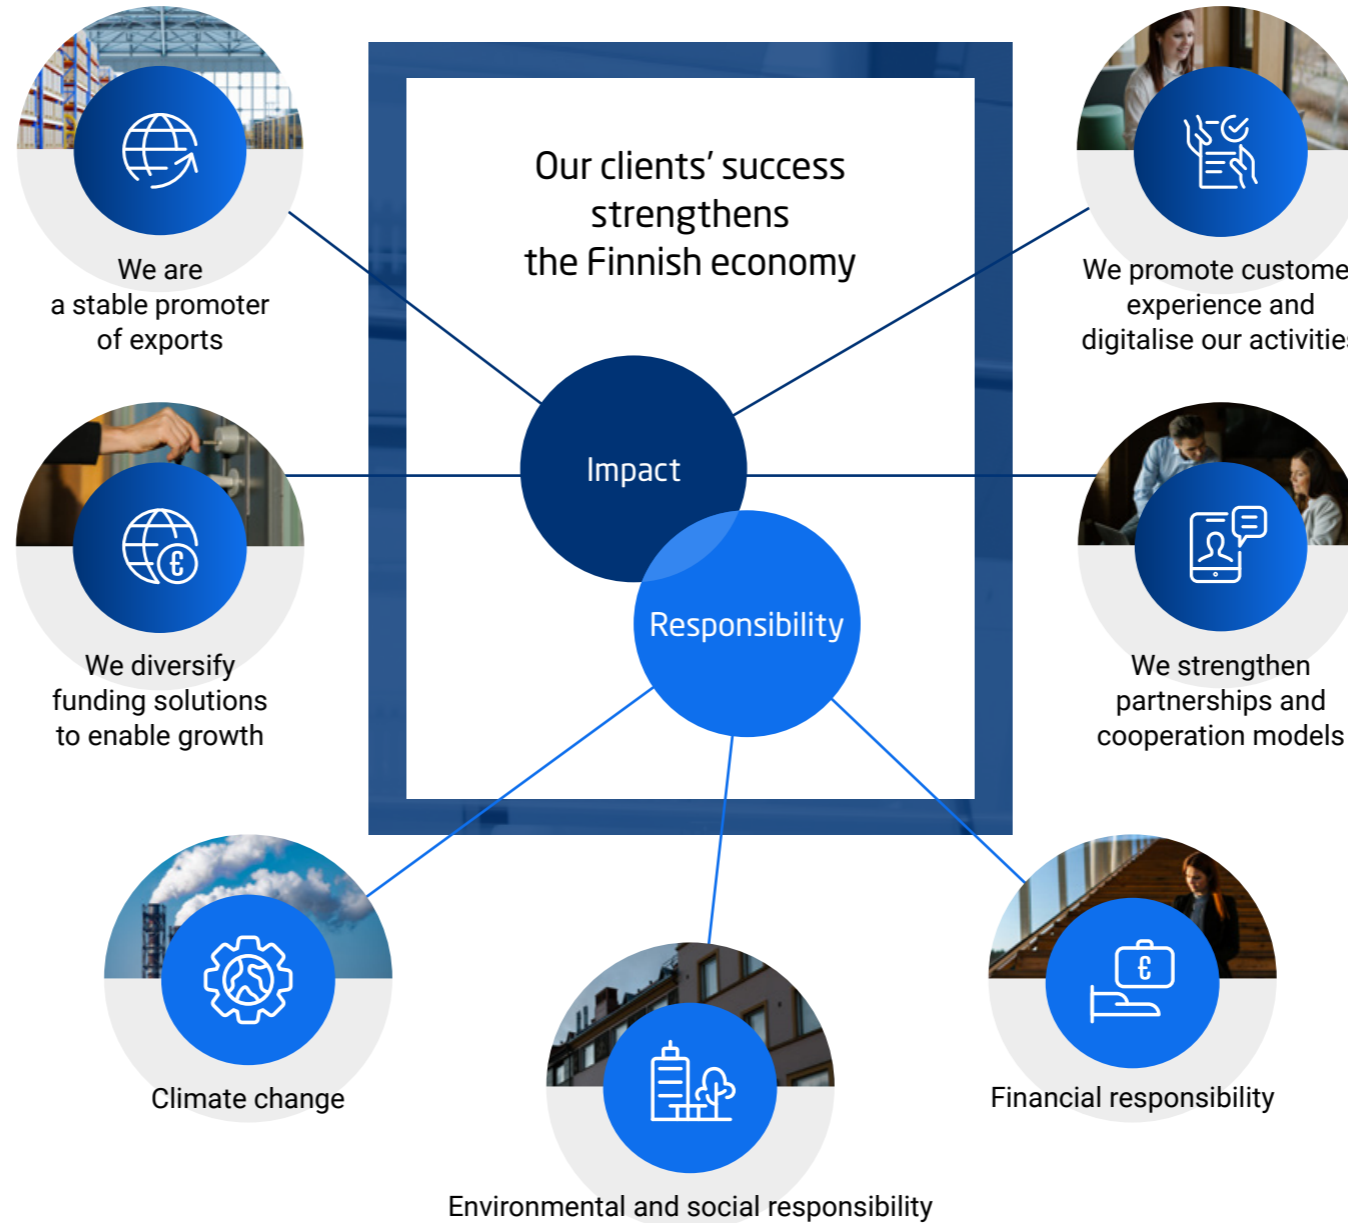 Our clients’ success
strengthens
the Finnish economy
We are
a stable promoter
of exports
We promote custome
experience and
digitalise our activities
Impact
We diversify
funding solutions
to enable growth
We strengthen
partnerships and
cooperation models
Responsibility
Climate change
Environmental and social responsibility
Financial responsibility